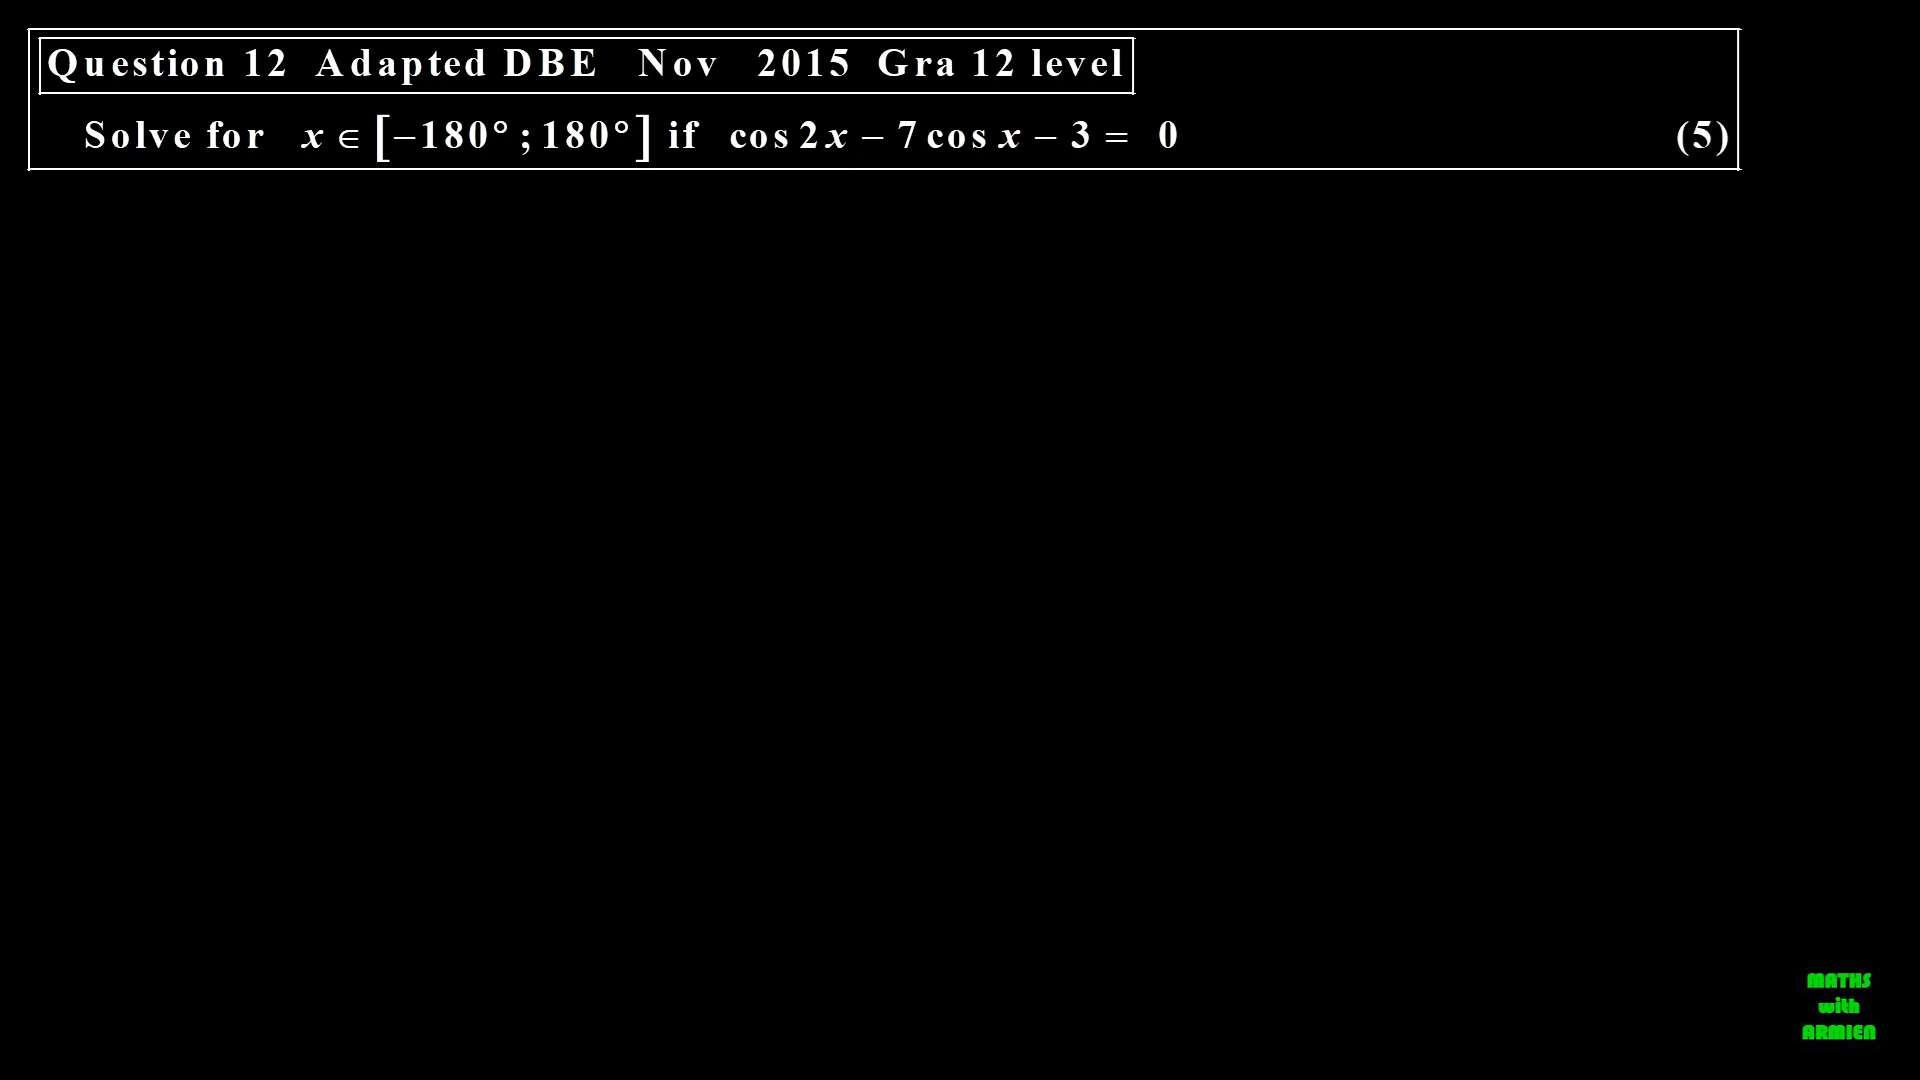 Question 12 Adapted DBE Nov 2015 Gra 12 level
Solve for x ∈ [−180° ; 180°] if cos 2x − 7 cos x − 3 = 0 (5)
MATHS
with
ARMIEN